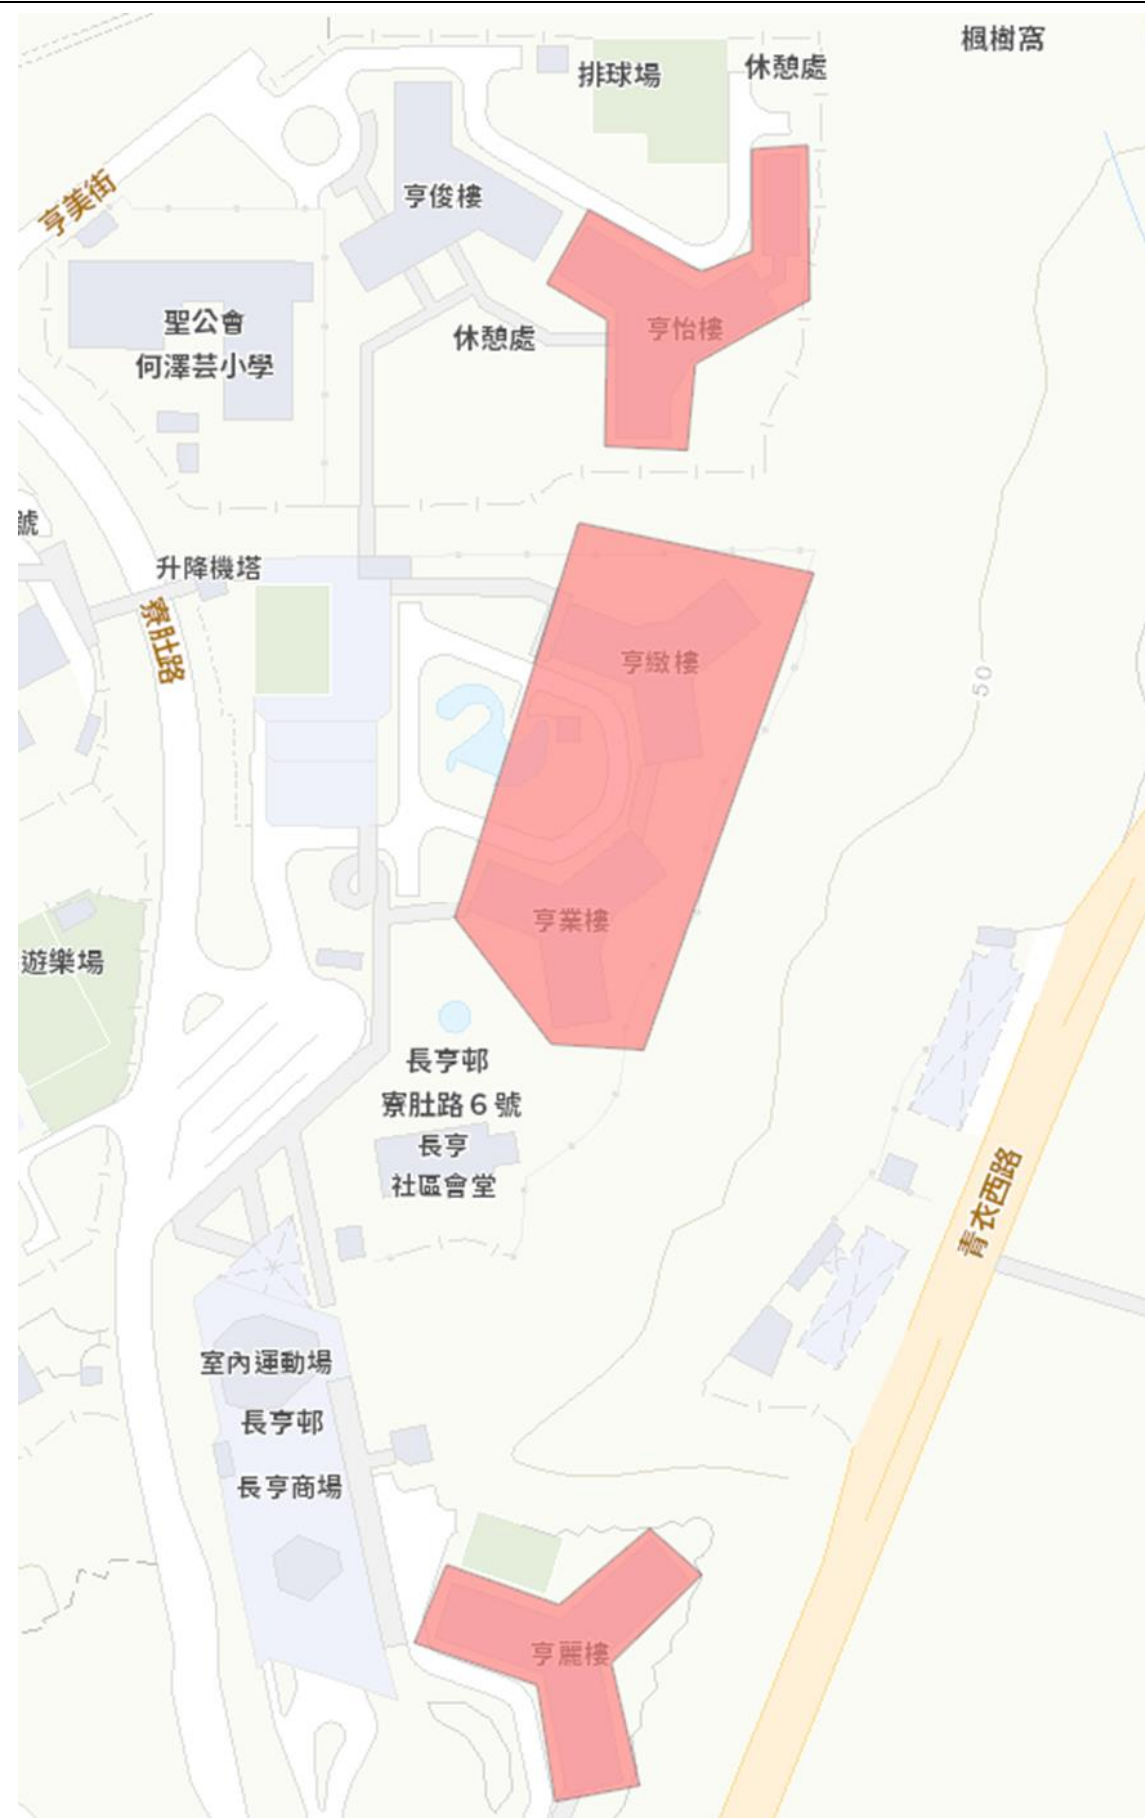 楓樹窩
排球場
休憩處
亨美街
亨俊樓
聖公會
何澤芸小學
休憩處
亨怡樓
號
升降機塔
寮肚路
亨緻樓
50
亨業樓
遊樂場
長亨邨
寮肚路6號
長亨
社區會堂
青衣西路
室內運動場
長亨邨
長亨商場
亨麗樓